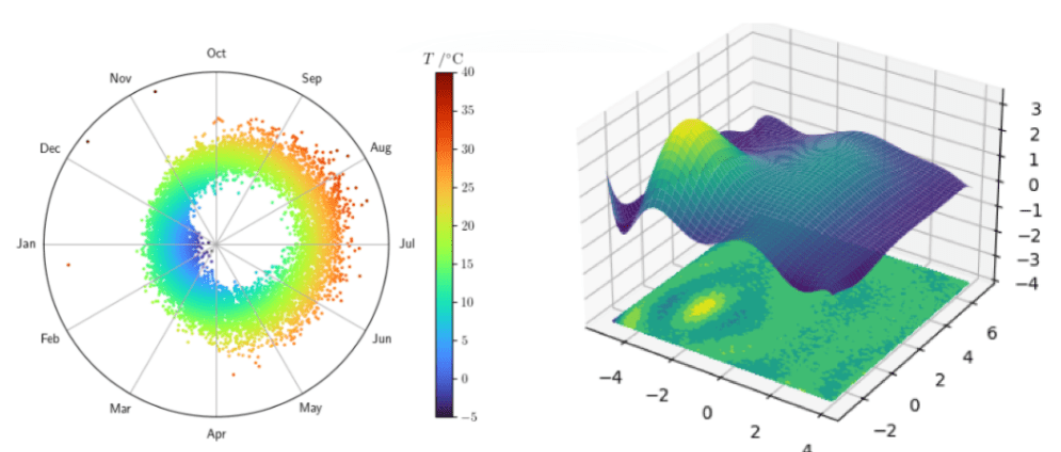 Oct
Nov
Sep
Dec
Aug
Jan
Jul
Feb
Jun
Mar
May
Apr
T /°C
40
35
30
25
20
15
10
5
0
−5
3
2
1
0
−1
−2
−3
−4
−4
−2
0
2
4
−2
0
2
4
6